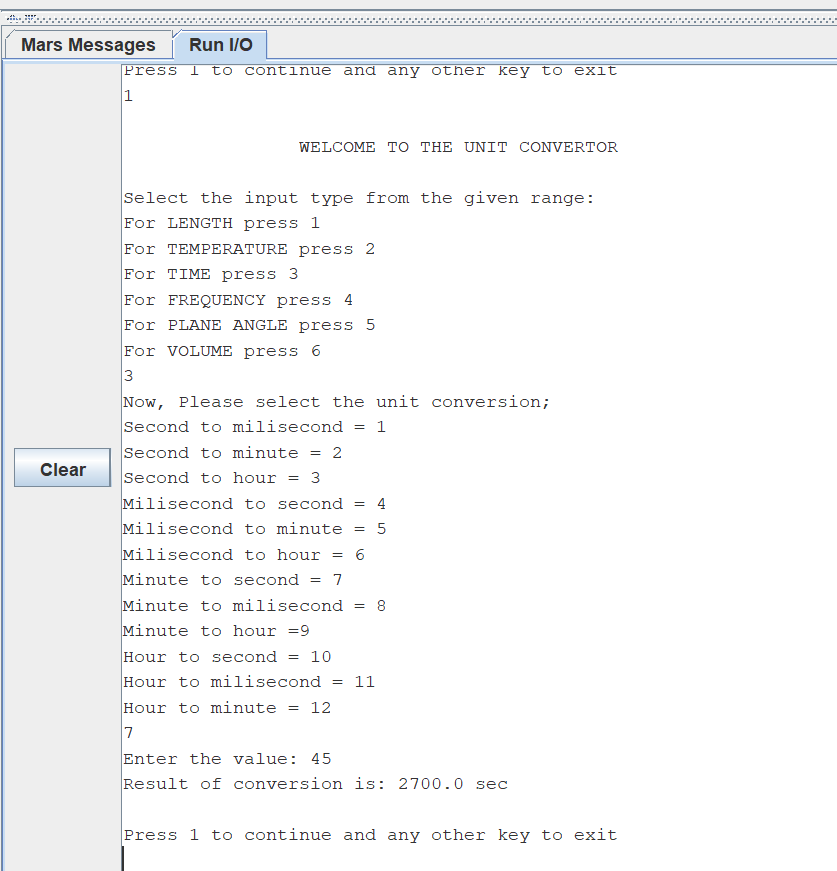 Mars Messages
Run I/O
Press 1 to continue and any other key to exit
1
WELCOME TO THE UNIT CONVERTOR
Select the input type from the given range:
For LENGTH press 1
For TEMPERATURE press 2
For TIME press 3
For FREQUENCY press 4
For PLANE ANGLE press 5
For VOLUME press 6
3
Now, Please select the unit conversion;
Second to milisecond = 1
Second to minute = 2
Second to hour = 3
Milisecond to second = 4
Milisecond to minute = 5
Milisecond to hour = 6
Minute to second = 7
Minute to milisecond = 8
Minute to hour =9
Hour to second = 10
Hour to milisecond = 11
Hour to minute = 12
7
Enter the value: 45
Result of conversion is: 2700.0 sec
Press 1 to continue and any other key to exit
Clear